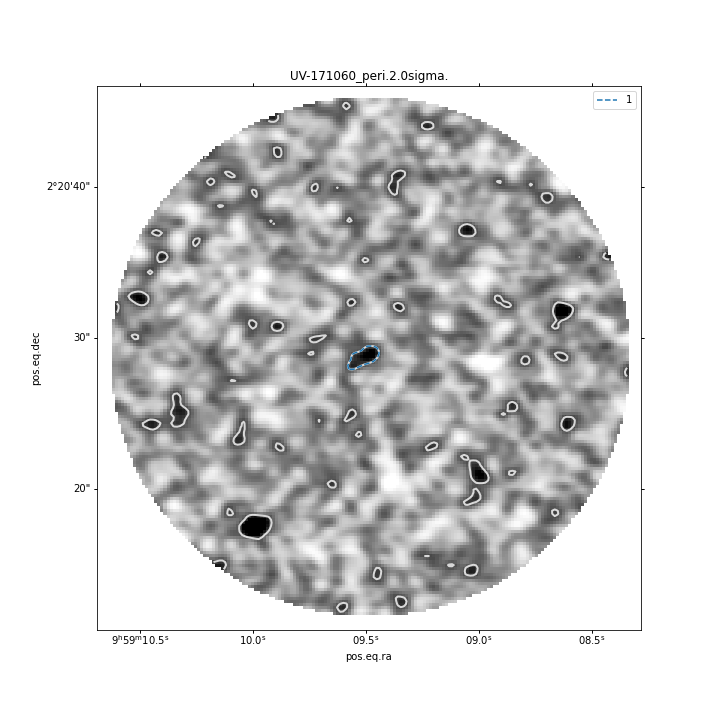 UV-171060_peri.2.0sigma.
1
2°20'40"
30"
20"
pos.eq.dec
9ʰ59ᵐ10.5ˢ 10.0ˢ 09.5ˢ 09.0ˢ 08.5ˢ
pos.eq.ra